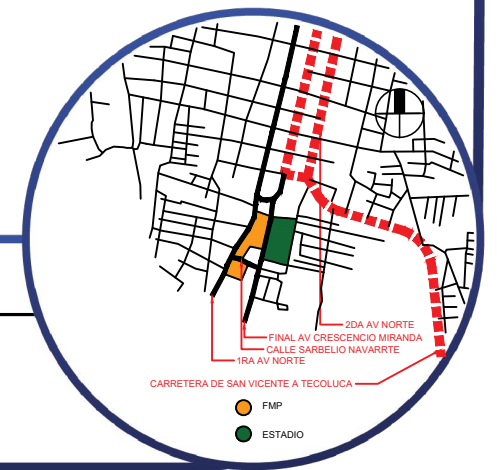 2DA AV NORTE
FINAL AV CRESCENCIO MIRANDA
CALLE SARBELIO NAVARRTE
1RA AV NORTE
CARRETERA DE SAN VICENTE A TECOLUCA
FMP
ESTADIO